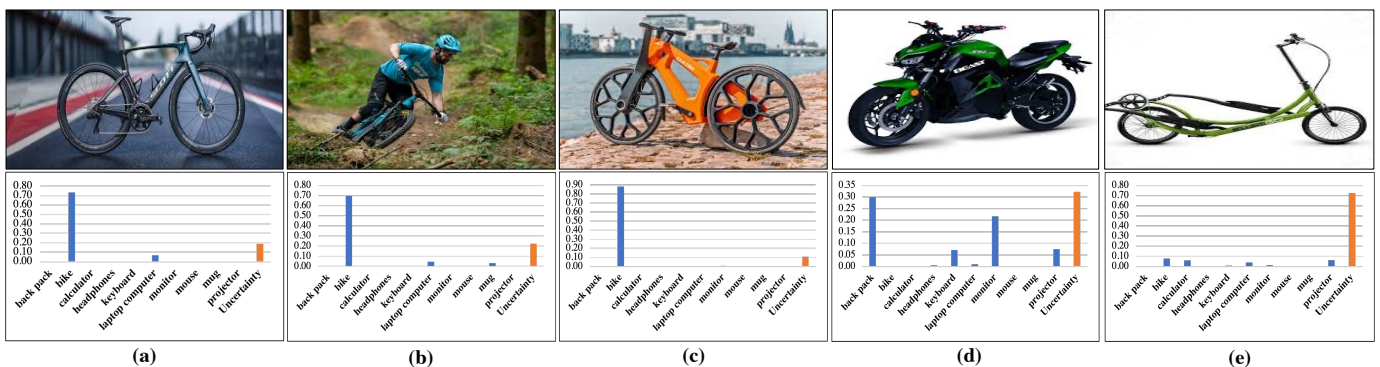 BEAST
0.80
0.70
0.60
0.50
0.40
0.30
0.20
0.10
0.00
back pack
bike
calculator
headphones
keyboard
laptop computer
monitor
mouse
mug
projector
Uncertainty
0.80
0.70
0.60
0.50
0.40
0.30
0.20
0.10
0.00
back pack
bike
calculator
headphones
keyboard
laptop computer
monitor
mouse
mug
projector
Uncertainty
0.90
0.80
0.70
0.60
0.50
0.40
0.30
0.20
0.10
0.00
back pack
bike
calculator
headphones
keyboard
laptop computer
monitor
mouse
mug
projector
Uncertainty
0.35
0.30
0.25
0.20
0.15
0.10
0.05
0.00
back pack
bike
calculator
headphones
keyboard
laptop computer
monitor
mouse
mug
projector
Uncertainty
0.80
0.70
0.60
0.50
0.40
0.30
0.20
0.10
0.00
back pack
bike
calculator
headphones
keyboard
laptop computer
monitor
mouse
mug
projector
Uncertainty
(a)
(b)
(c)
(d)
(e)